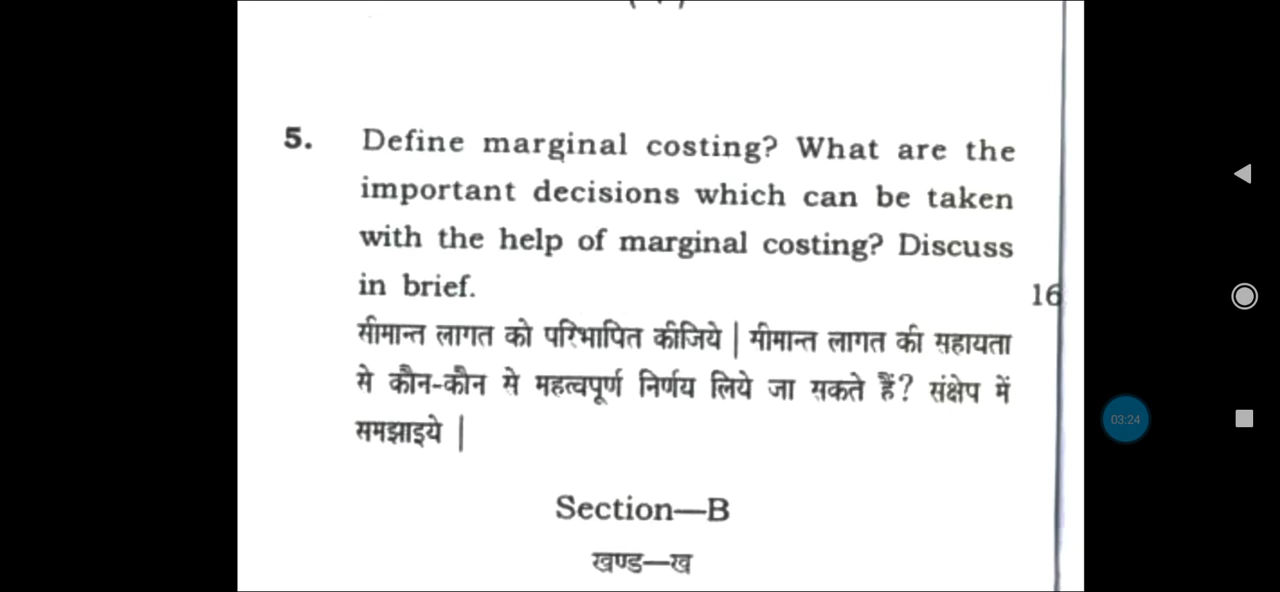 5. Define marginal costing? What are the
important decisions which can be taken
with the help of marginal costing? Discuss
in brief. 16
सीमान्त लागत को परिभाषित कीजिये | सीमान्त लागत की सहायता
से कौन-कौन से महत्वपूर्ण निर्णय लिये जा सकते हैं? संक्षेप में
समझाइये |
Section—B
खण्ड—ख
03:24